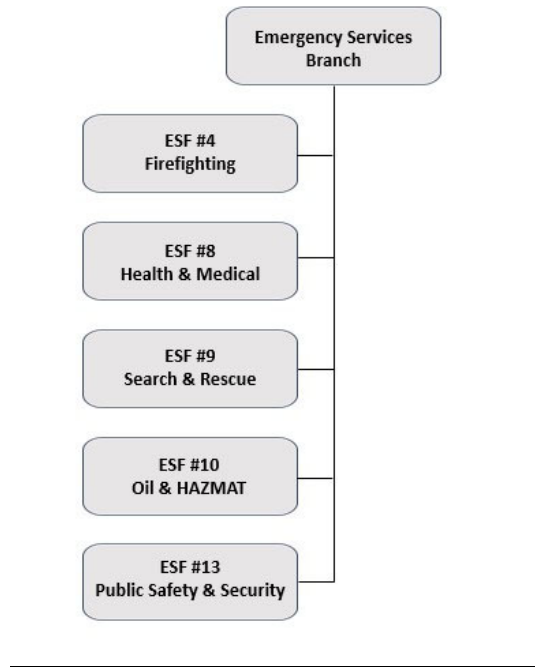 Emergency Services
Branch
ESF #4
Firefighting
ESF #8
Health & Medical
ESF #9
Search & Rescue
ESF #10
Oil & HAZMAT
ESF #13
Public Safety & Security